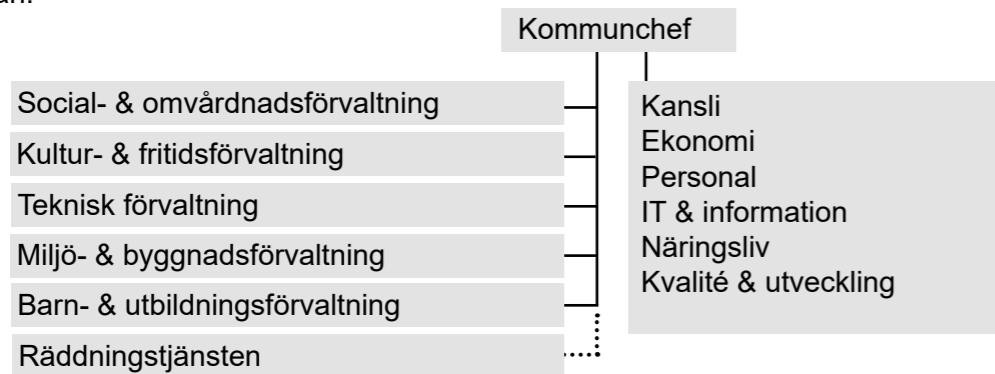 Kommunchef
Social- & omvårdnadsförvaltning
Kultur- & fritidsförvaltning
Teknisk förvaltning
Miljö- & byggnadsförvaltning
Barn- & utbildningsförvaltning
Räddningstjänsten
Kansli
Ekonomi
Personal
IT & information
Näringsliv
Kvalité & utveckling